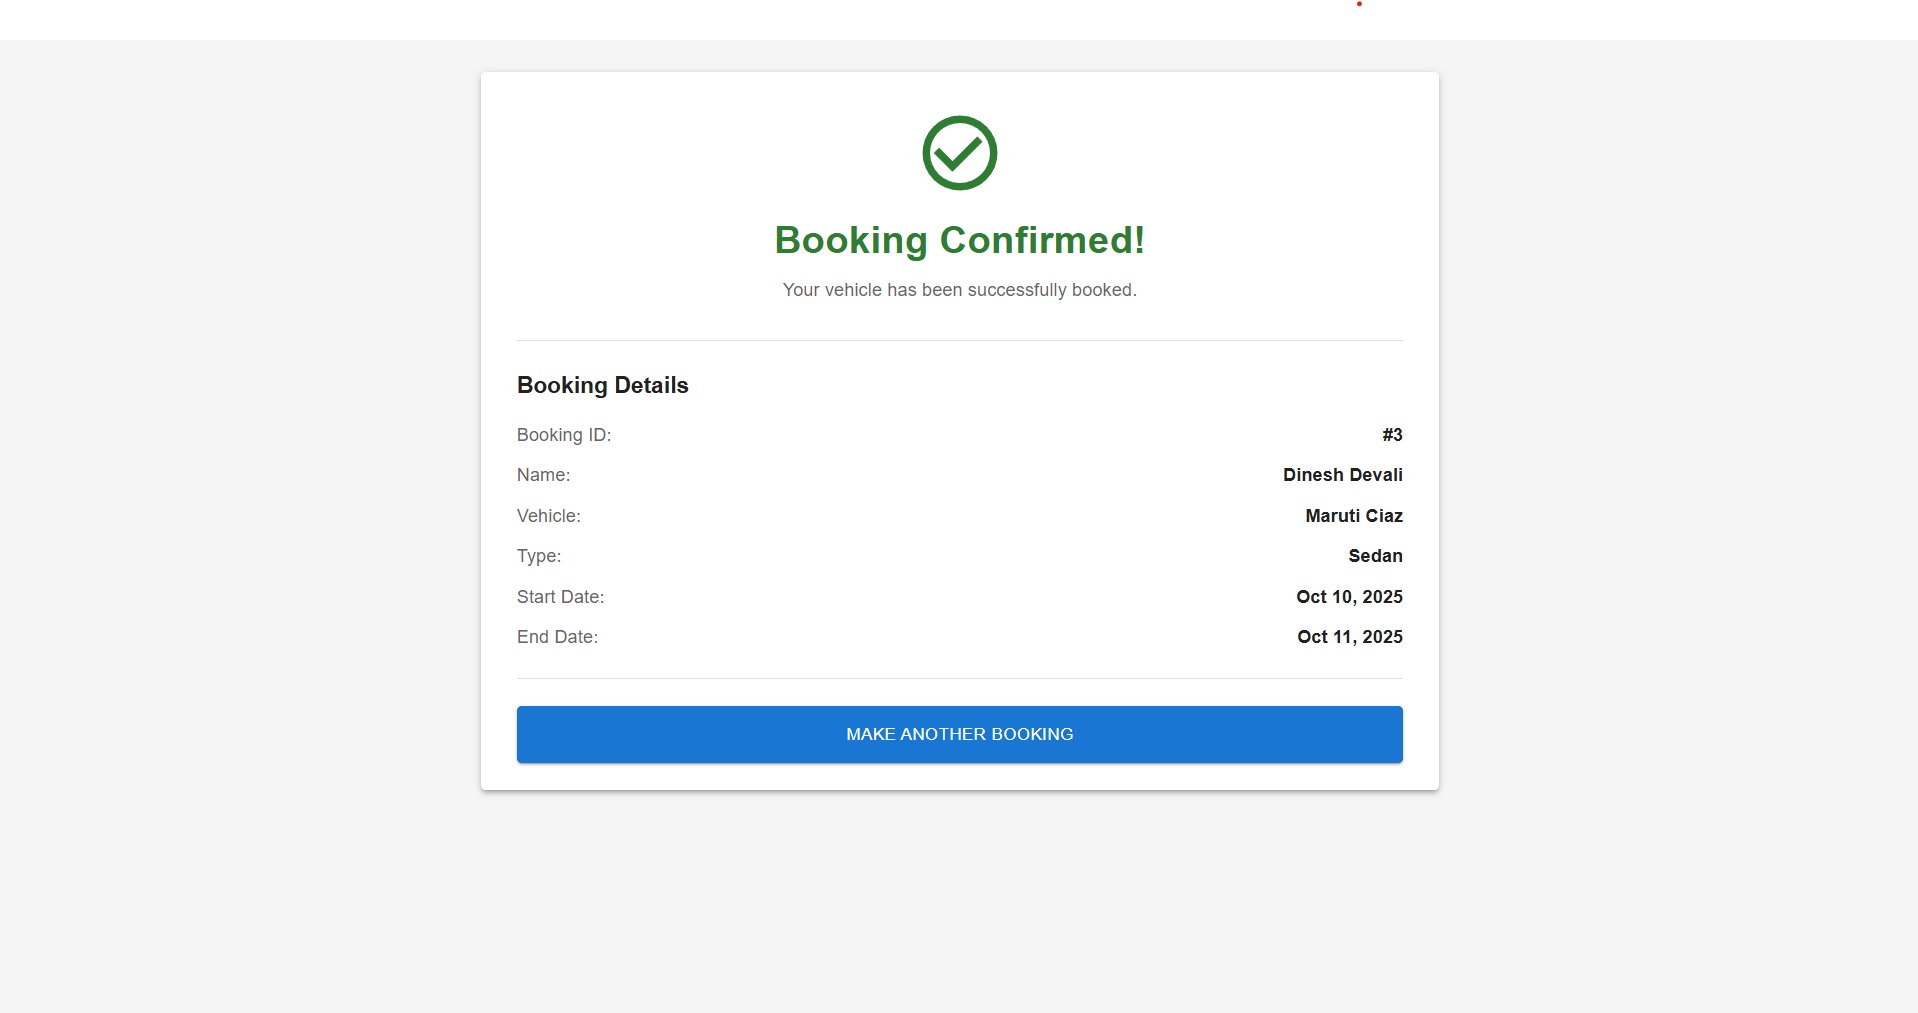 Booking Confirmed!
Your vehicle has been successfully booked.
Booking Details
Booking ID: #3
Name: Dinesh Devali
Vehicle: Maruti Ciaz
Type: Sedan
Start Date: Oct 10, 2025
End Date: Oct 11, 2025
MAKE ANOTHER BOOKING